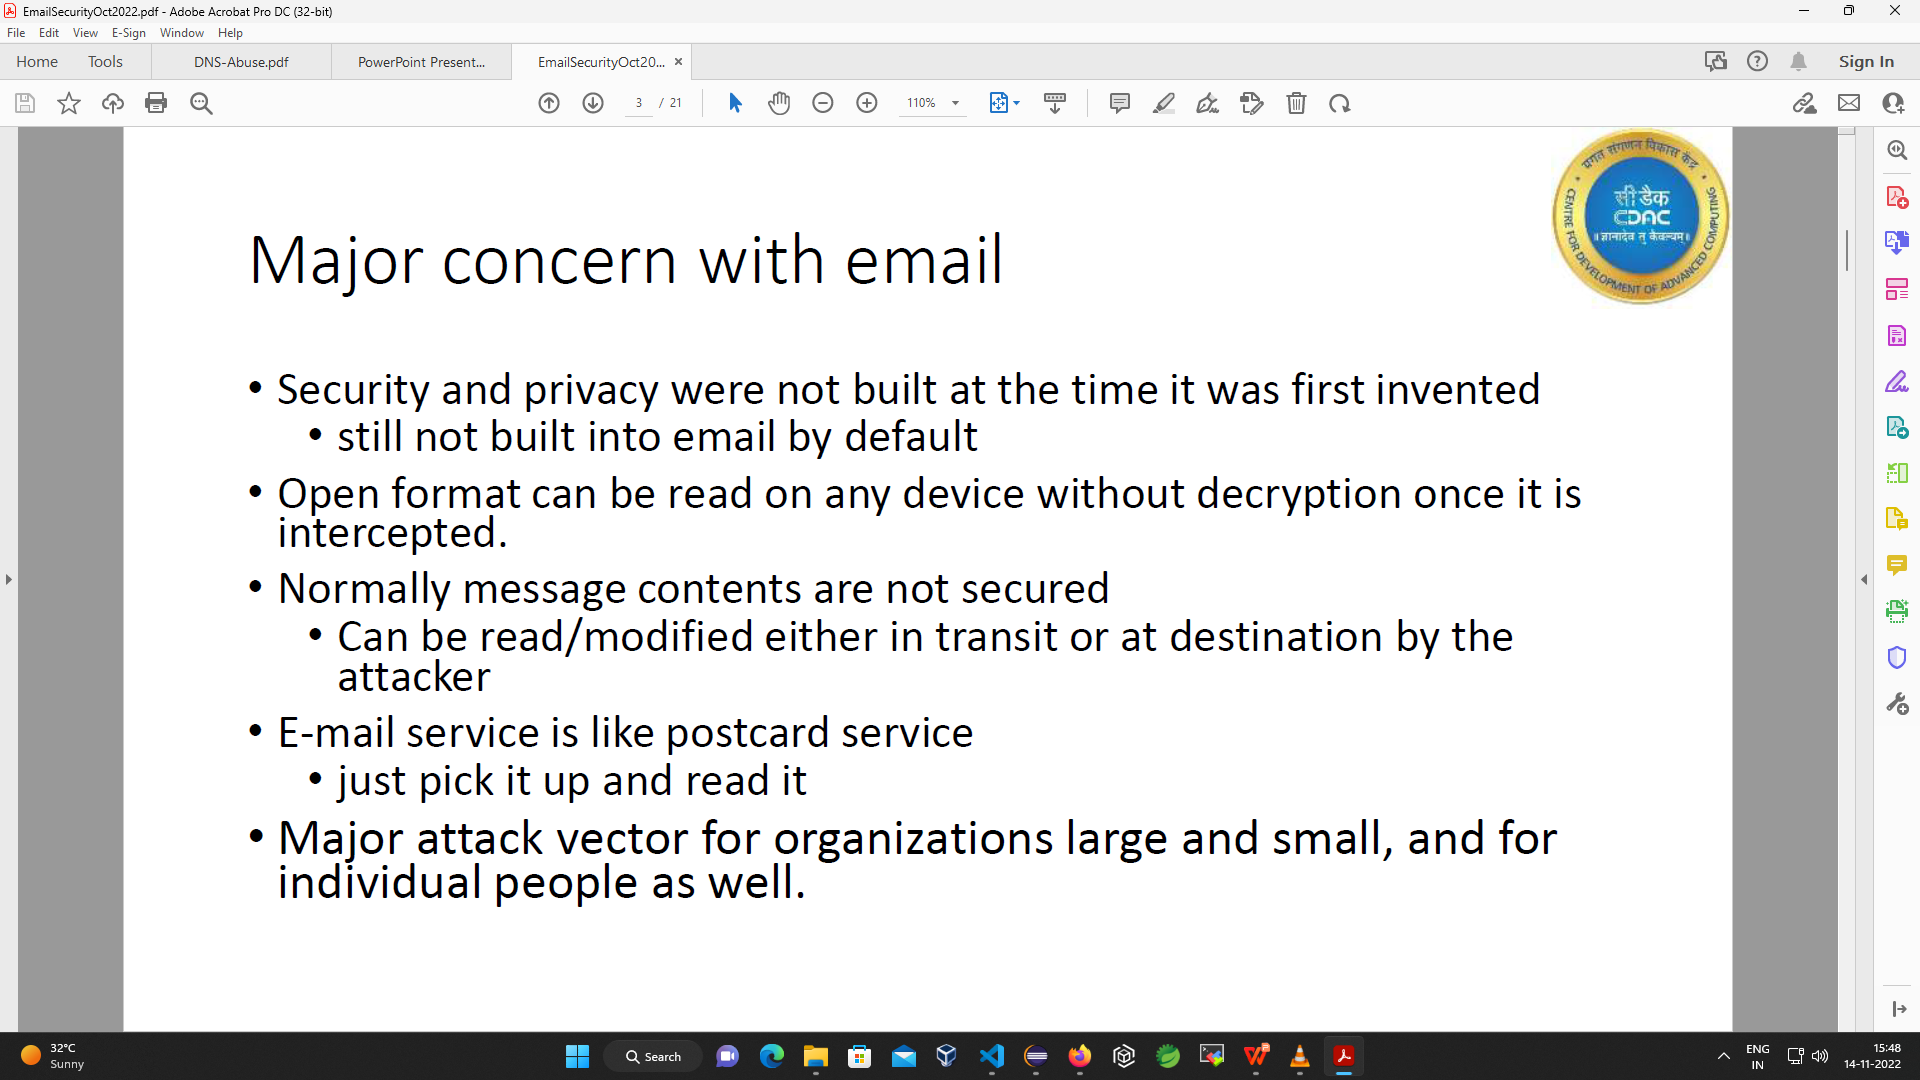 EmailSecurityOct2022.pdf - Adobe Acrobat Pro DC (32-bit)
File Edit View E-Sign Window Help
Home Tools DNS-Abuse.pdf PowerPoint Present... EmailSecurityOct20... Sign In
3 / 21 110%
प्रगत संगणन विकास केंद्र
सी डैक
CDAC
॥ ज्ञानादेव तु कैवल्यम् ॥
CENTRE FOR DEVELOPMENT OF ADVANCED COMPUTING
Major concern with email
• Security and privacy were not built at the time it was first invented
• still not built into email by default
• Open format can be read on any device without decryption once it is
intercepted.
• Normally message contents are not secured
• Can be read/modified either in transit or at destination by the
attacker
• E-mail service is like postcard service
• just pick it up and read it
• Major attack vector for organizations large and small, and for
individual people as well.
32°C
Sunny
Search
ENG
IN
15:48
14-11-2022